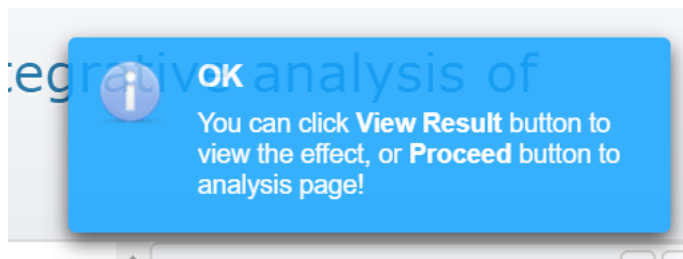 tegrative analysis of
OK
You can click View Result button to
view the effect, or Proceed button to
analysis page!